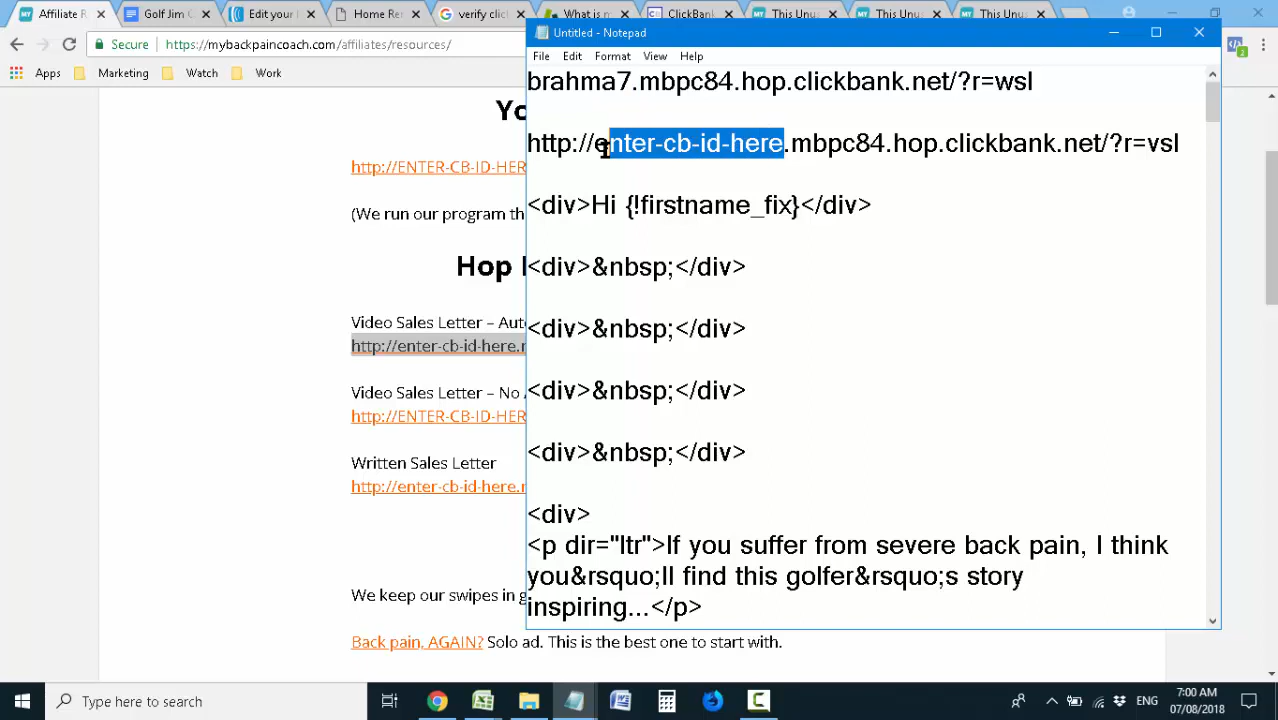 Affiliate R
Golf Jim C
Edit your
Home Re
verify click
What is m
ClickBan
This Unu
This Unu
This Unu
Secure
https://mybackpaincoach.com/affiliates/resources/
Apps
Marketing
Watch
Work
2
Yo
http://ENTER-CB-ID-HERE
(We run our program th
Hop
Video Sales Letter – Aut
http://enter-cb-id-here.
Video Sales Letter – No
http://ENTER-CB-ID-HER
Written Sales Letter
http://enter-cb-id-here.
We keep our swipes in g
Back pain, AGAIN? Solo ad. This is the best one to start with.
Untitled - Notepad
File Edit Format View Help
brahma7.mbpc84.hop.clickbank.net/?r=wsl
http://enter-cb-id-here.mbpc84.hop.clickbank.net/?r=vsl
<div>Hi {!firstname_fix}</div>
<div>&nbsp;</div>
<div>&nbsp;</div>
<div>&nbsp;</div>
<div>&nbsp;</div>
<div>
<p dir="ltr">If you suffer from severe back pain, I think
you&rsquo;ll find this golfer&rsquo;s story
inspiring...</p>
Type here to search
ENG
7:00 AM
07/08/2018